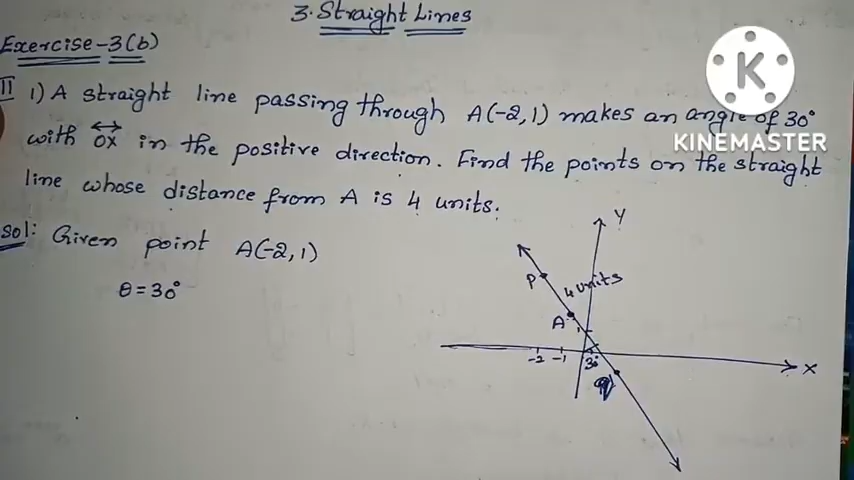 3. Straight Lines
Exercise-3(b)
II 1) A straight line passing through A(-2,1) makes an angle of 30°
with OX in the positive direction. Find the points on the straight
line whose distance from A is 4 units.
Sol: Given point A(-2,1)
θ = 30°
K
KINEMASTER
Y
P
4 units
A
1
-2 -1
30
X